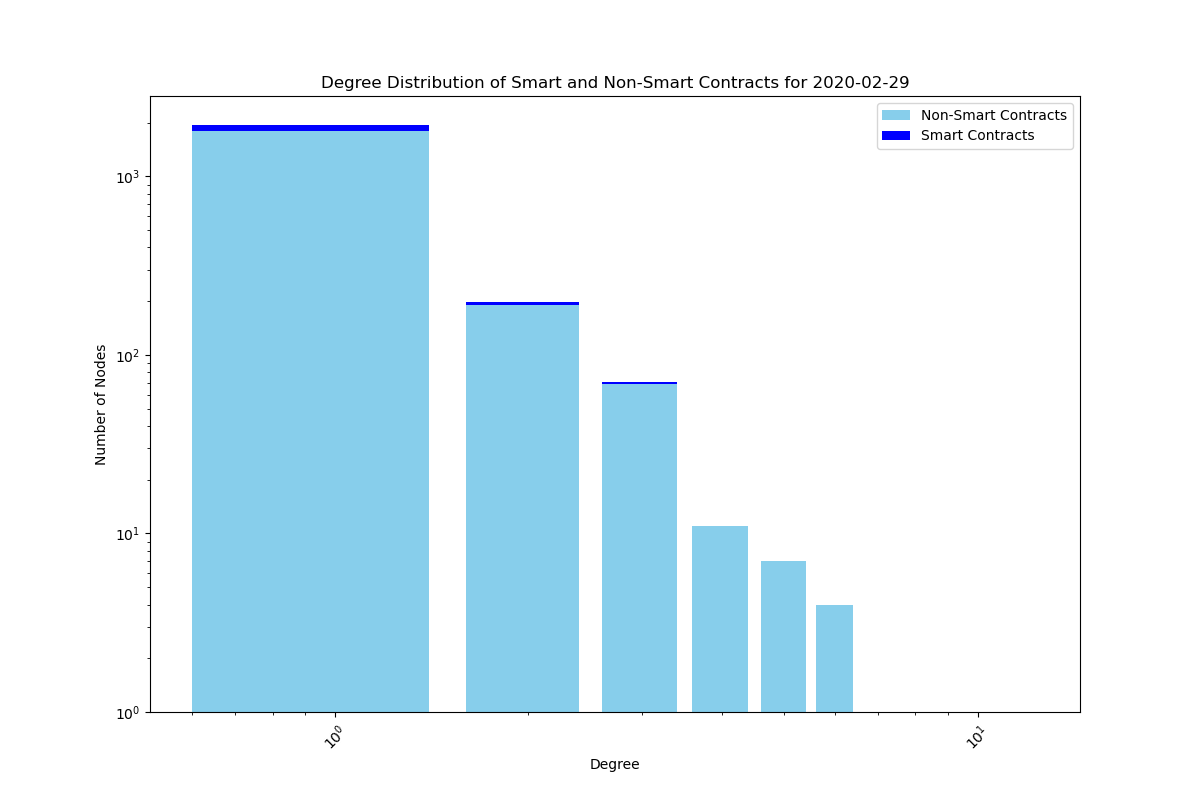 Degree Distribution of Smart and Non-Smart Contracts for 2020-02-29
Non-Smart Contracts
Smart Contracts
Number of Nodes
10³
10²
10¹
10⁰
10⁰
10¹
Degree